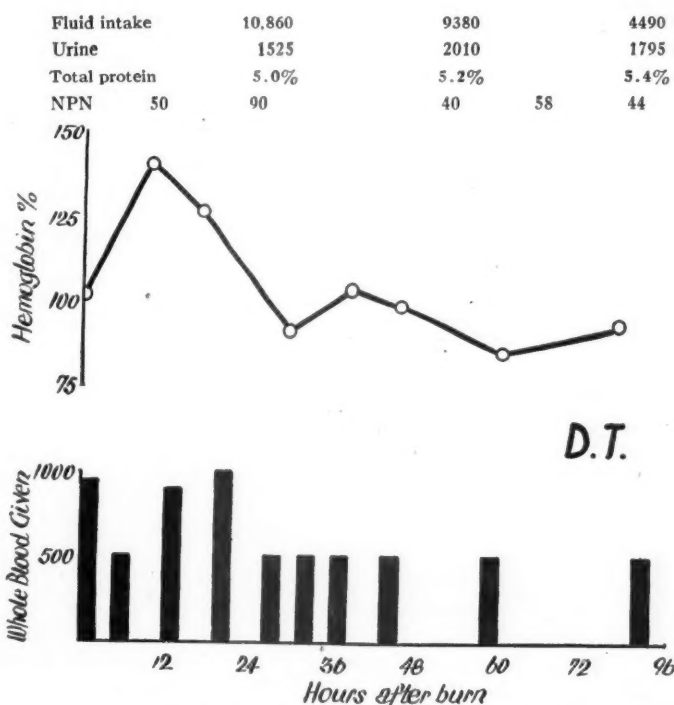 Fluid intake 10,860 9380 4490
Urine 1525 2010 1795
Total protein 5.0% 5.2% 5.4%
NPN 50 90 40 58 44
150
125
100
75
Hemoglobin %
D.T.
1000
500
Whole Blood Given
12 24 36 48 60 72 96
Hours after burn